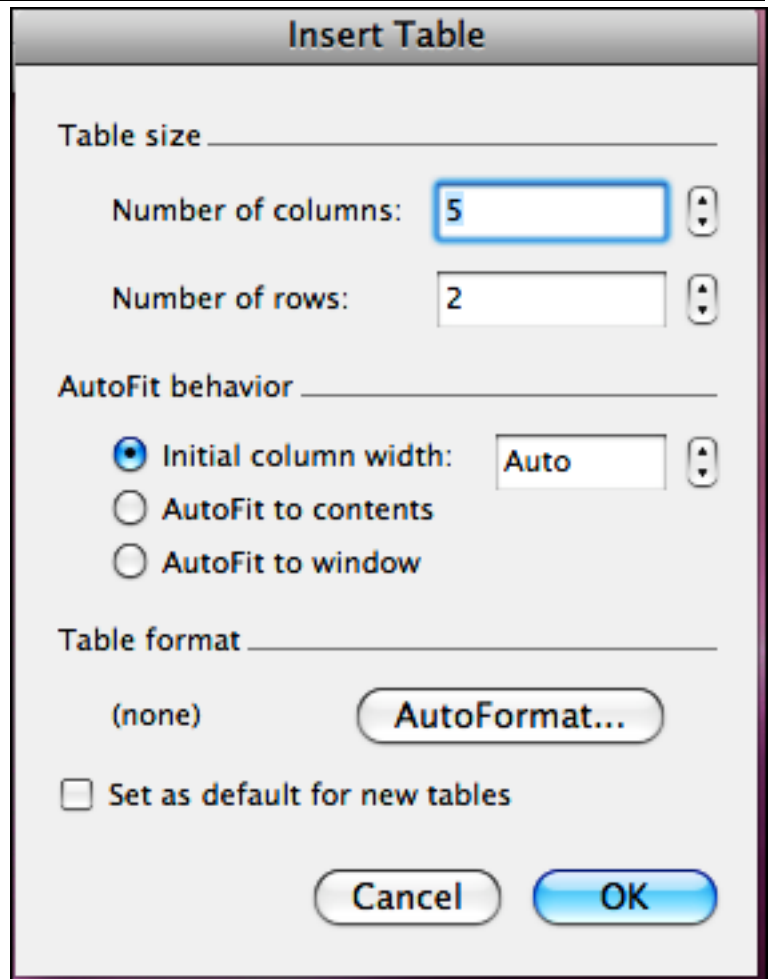 Insert Table
Table size
Number of columns: 5
Number of rows: 2
AutoFit behavior
Initial column width: Auto
AutoFit to contents
AutoFit to window
Table format
(none) AutoFormat...
Set as default for new tables
Cancel OK